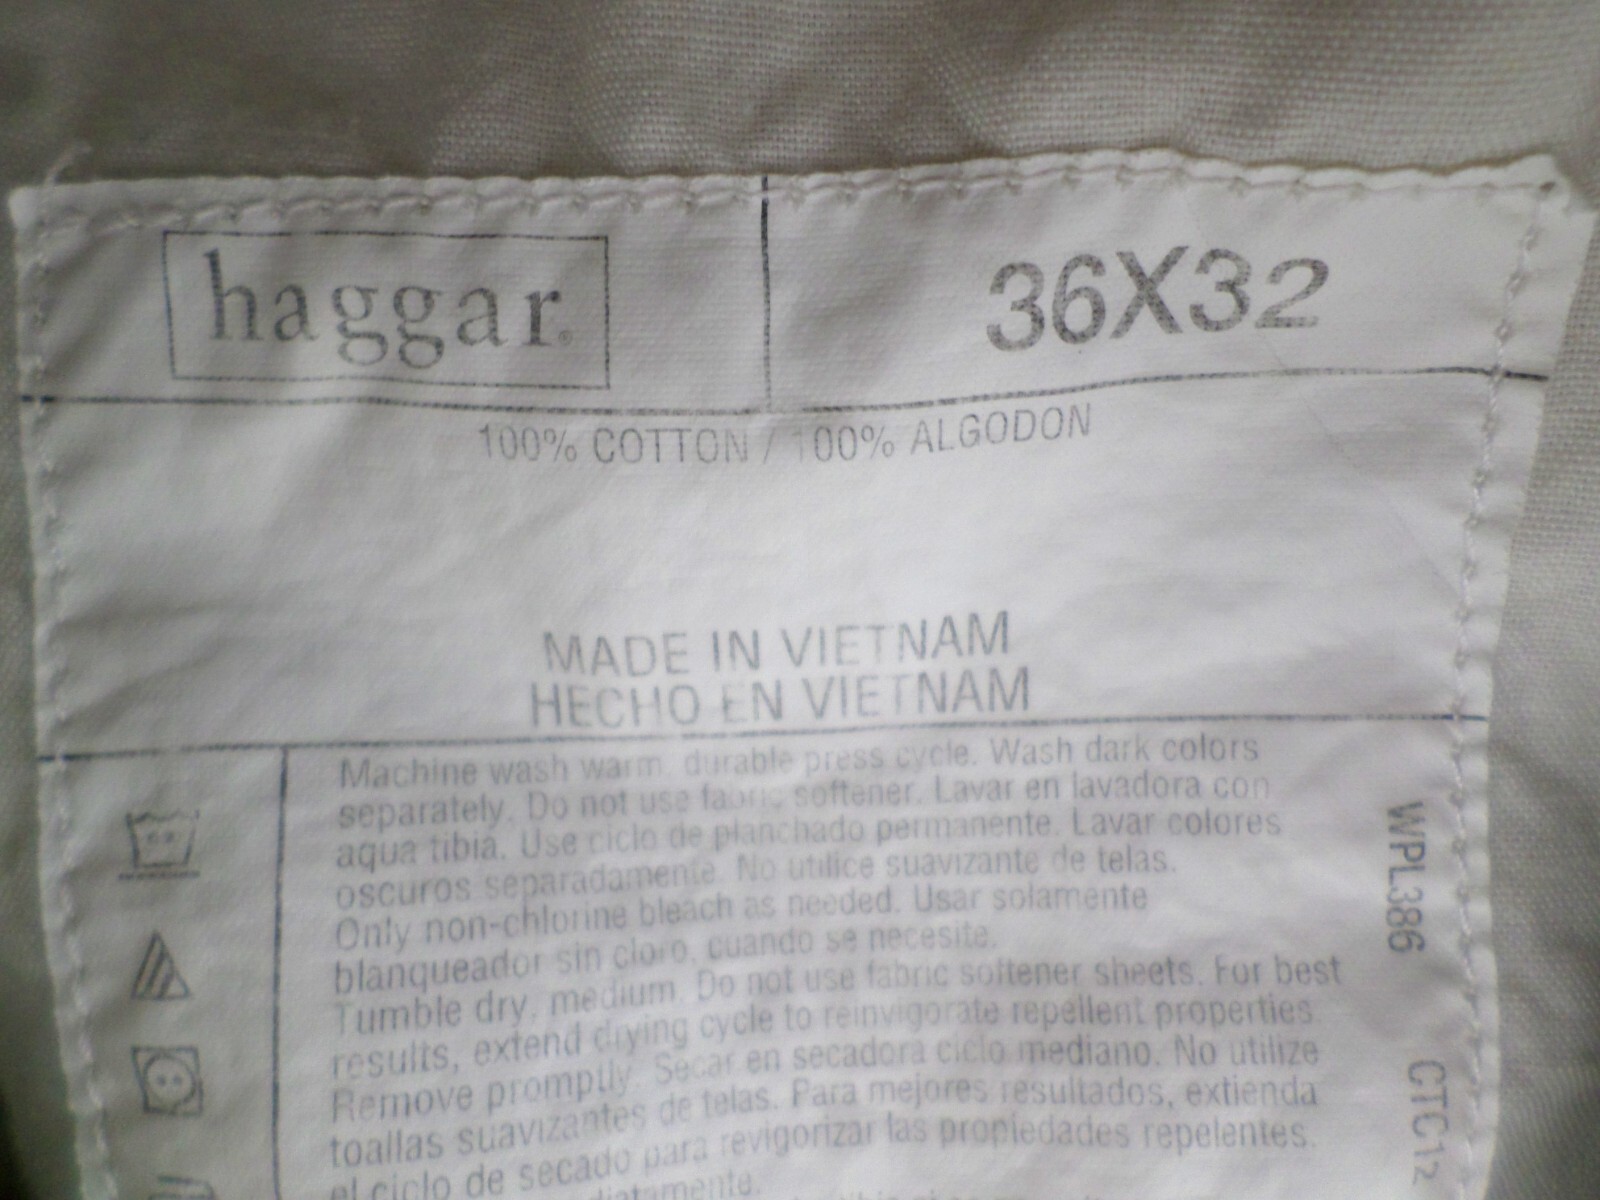 haggar.
36X32
100% COTTON / 100% ALGODON
MADE IN VIETNAM
HECHO EN VIETNAM
Machine wash warm, durable press cycle. Wash dark colors
separately. Do not use fabric softener. Lavar en lavadora con
aqua tibia. Use ciclo de planchado permanente. Lavar colores
oscuros separadamente. No utilice suavizante de telas.
Only non-chlorine bleach as needed. Usar solamente
blanqueador sin cloro, cuando se necesite.
Tumble dry, medium. Do not use fabric softener sheets. For best
results, extend drying cycle to reinvigorate repellent properties.
Remove promptly. Secar en secadora ciclo mediano. No utilize
toallas suavizantes de telas. Para mejores resultados, extienda
el ciclo de secado para revigorizar las propiedades repelentes.
WPL386
CTC12